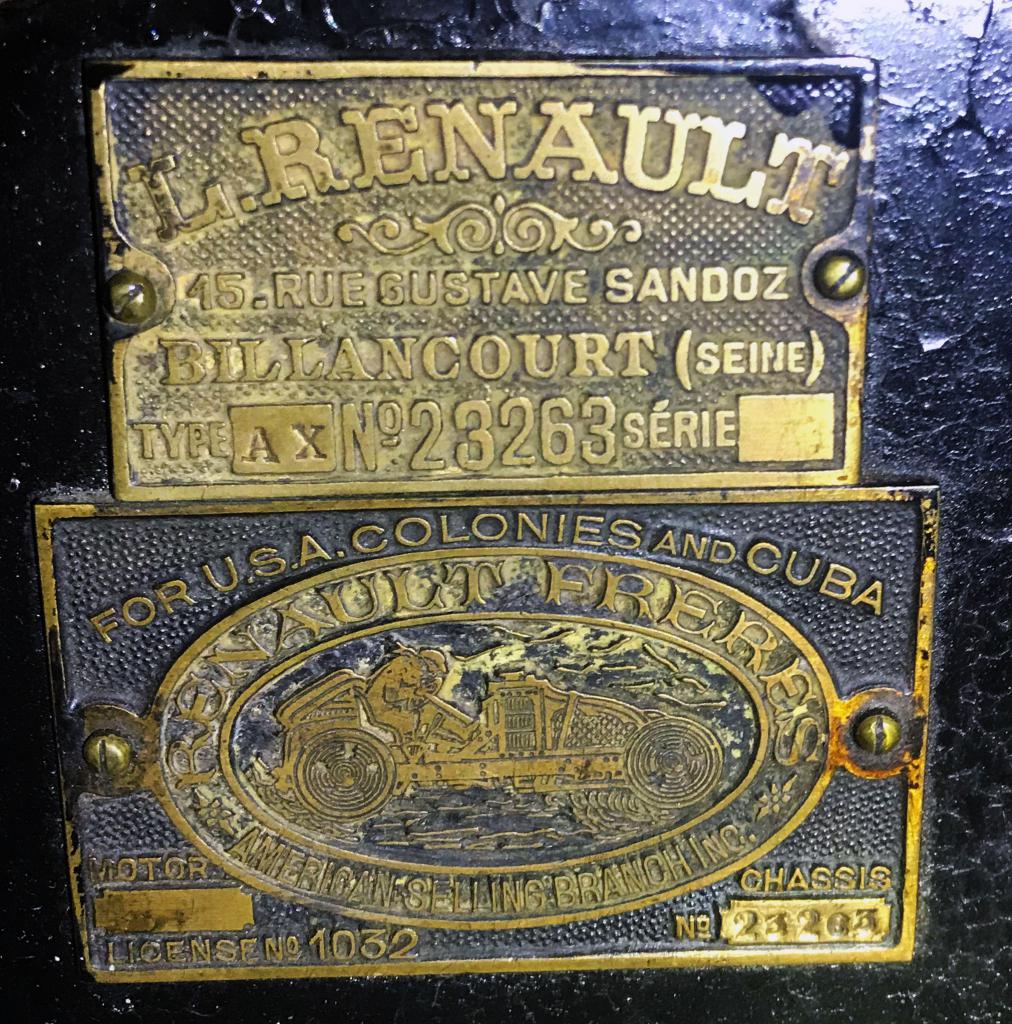 L. RENAULT
15. RUE GUSTAVE SANDOZ
BILLANCOURT (SEINE)
TYPE AX Nº 23263 SÉRIE
FOR U.S.A. COLONIES AND CUBA
RENAULT FRERES
AMERICAN SELLING BRANCH INC.
MOTOR
LICENSE Nº 1032
CHASSIS
Nº 23263